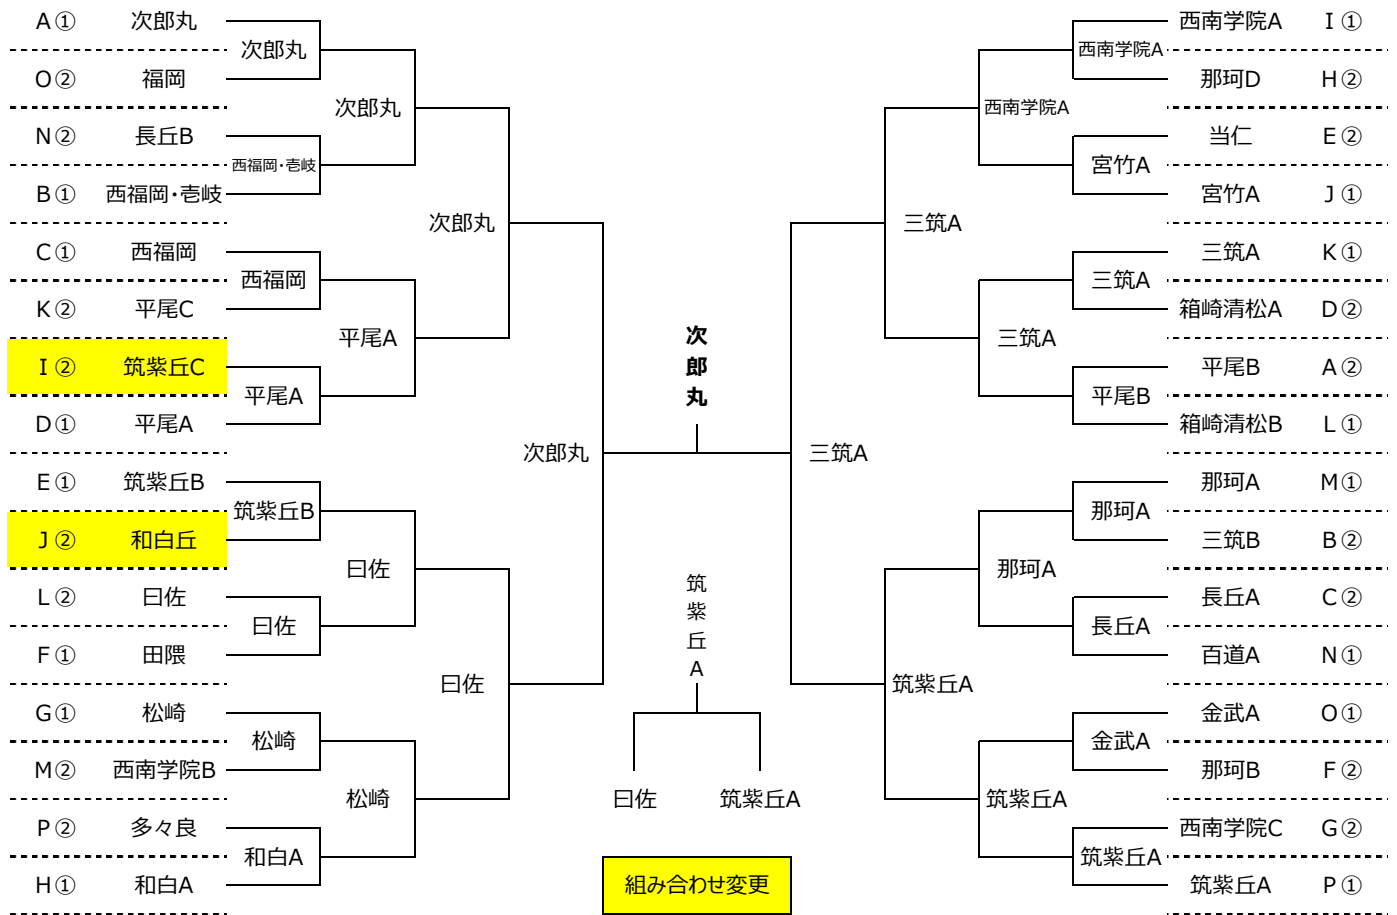 A① 次郎丸
次郎丸
O② 福岡
次郎丸
N② 長丘B
西福岡・壱岐
B① 西福岡・壱岐
次郎丸
C① 西福岡
西福岡
K② 平尾C
平尾A
I② 筑紫丘C
平尾A
D① 平尾A
次郎丸
E① 筑紫丘B
筑紫丘B
J② 和白丘
曰佐
L② 曰佐
曰佐
F① 田隈
曰佐
G① 松崎
松崎
M② 西南学院B
松崎
P② 多々良
和白A
H① 和白A
次郎丸
筑紫丘A
曰佐 筑紫丘A
組み合わせ変更
西南学院A I①
西南学院A
那珂D H②
西南学院A
当仁 E②
宮竹A
宮竹A J①
三筑A
三筑A K①
三筑A
箱崎清松A D②
三筑A
平尾B A②
平尾B
箱崎清松B L①
三筑A
那珂A M①
那珂A
三筑B B②
那珂A
長丘A C②
長丘A
百道A N①
筑紫丘A
金武A O①
金武A
那珂B F②
筑紫丘A
西南学院C G②
筑紫丘A
筑紫丘A P①